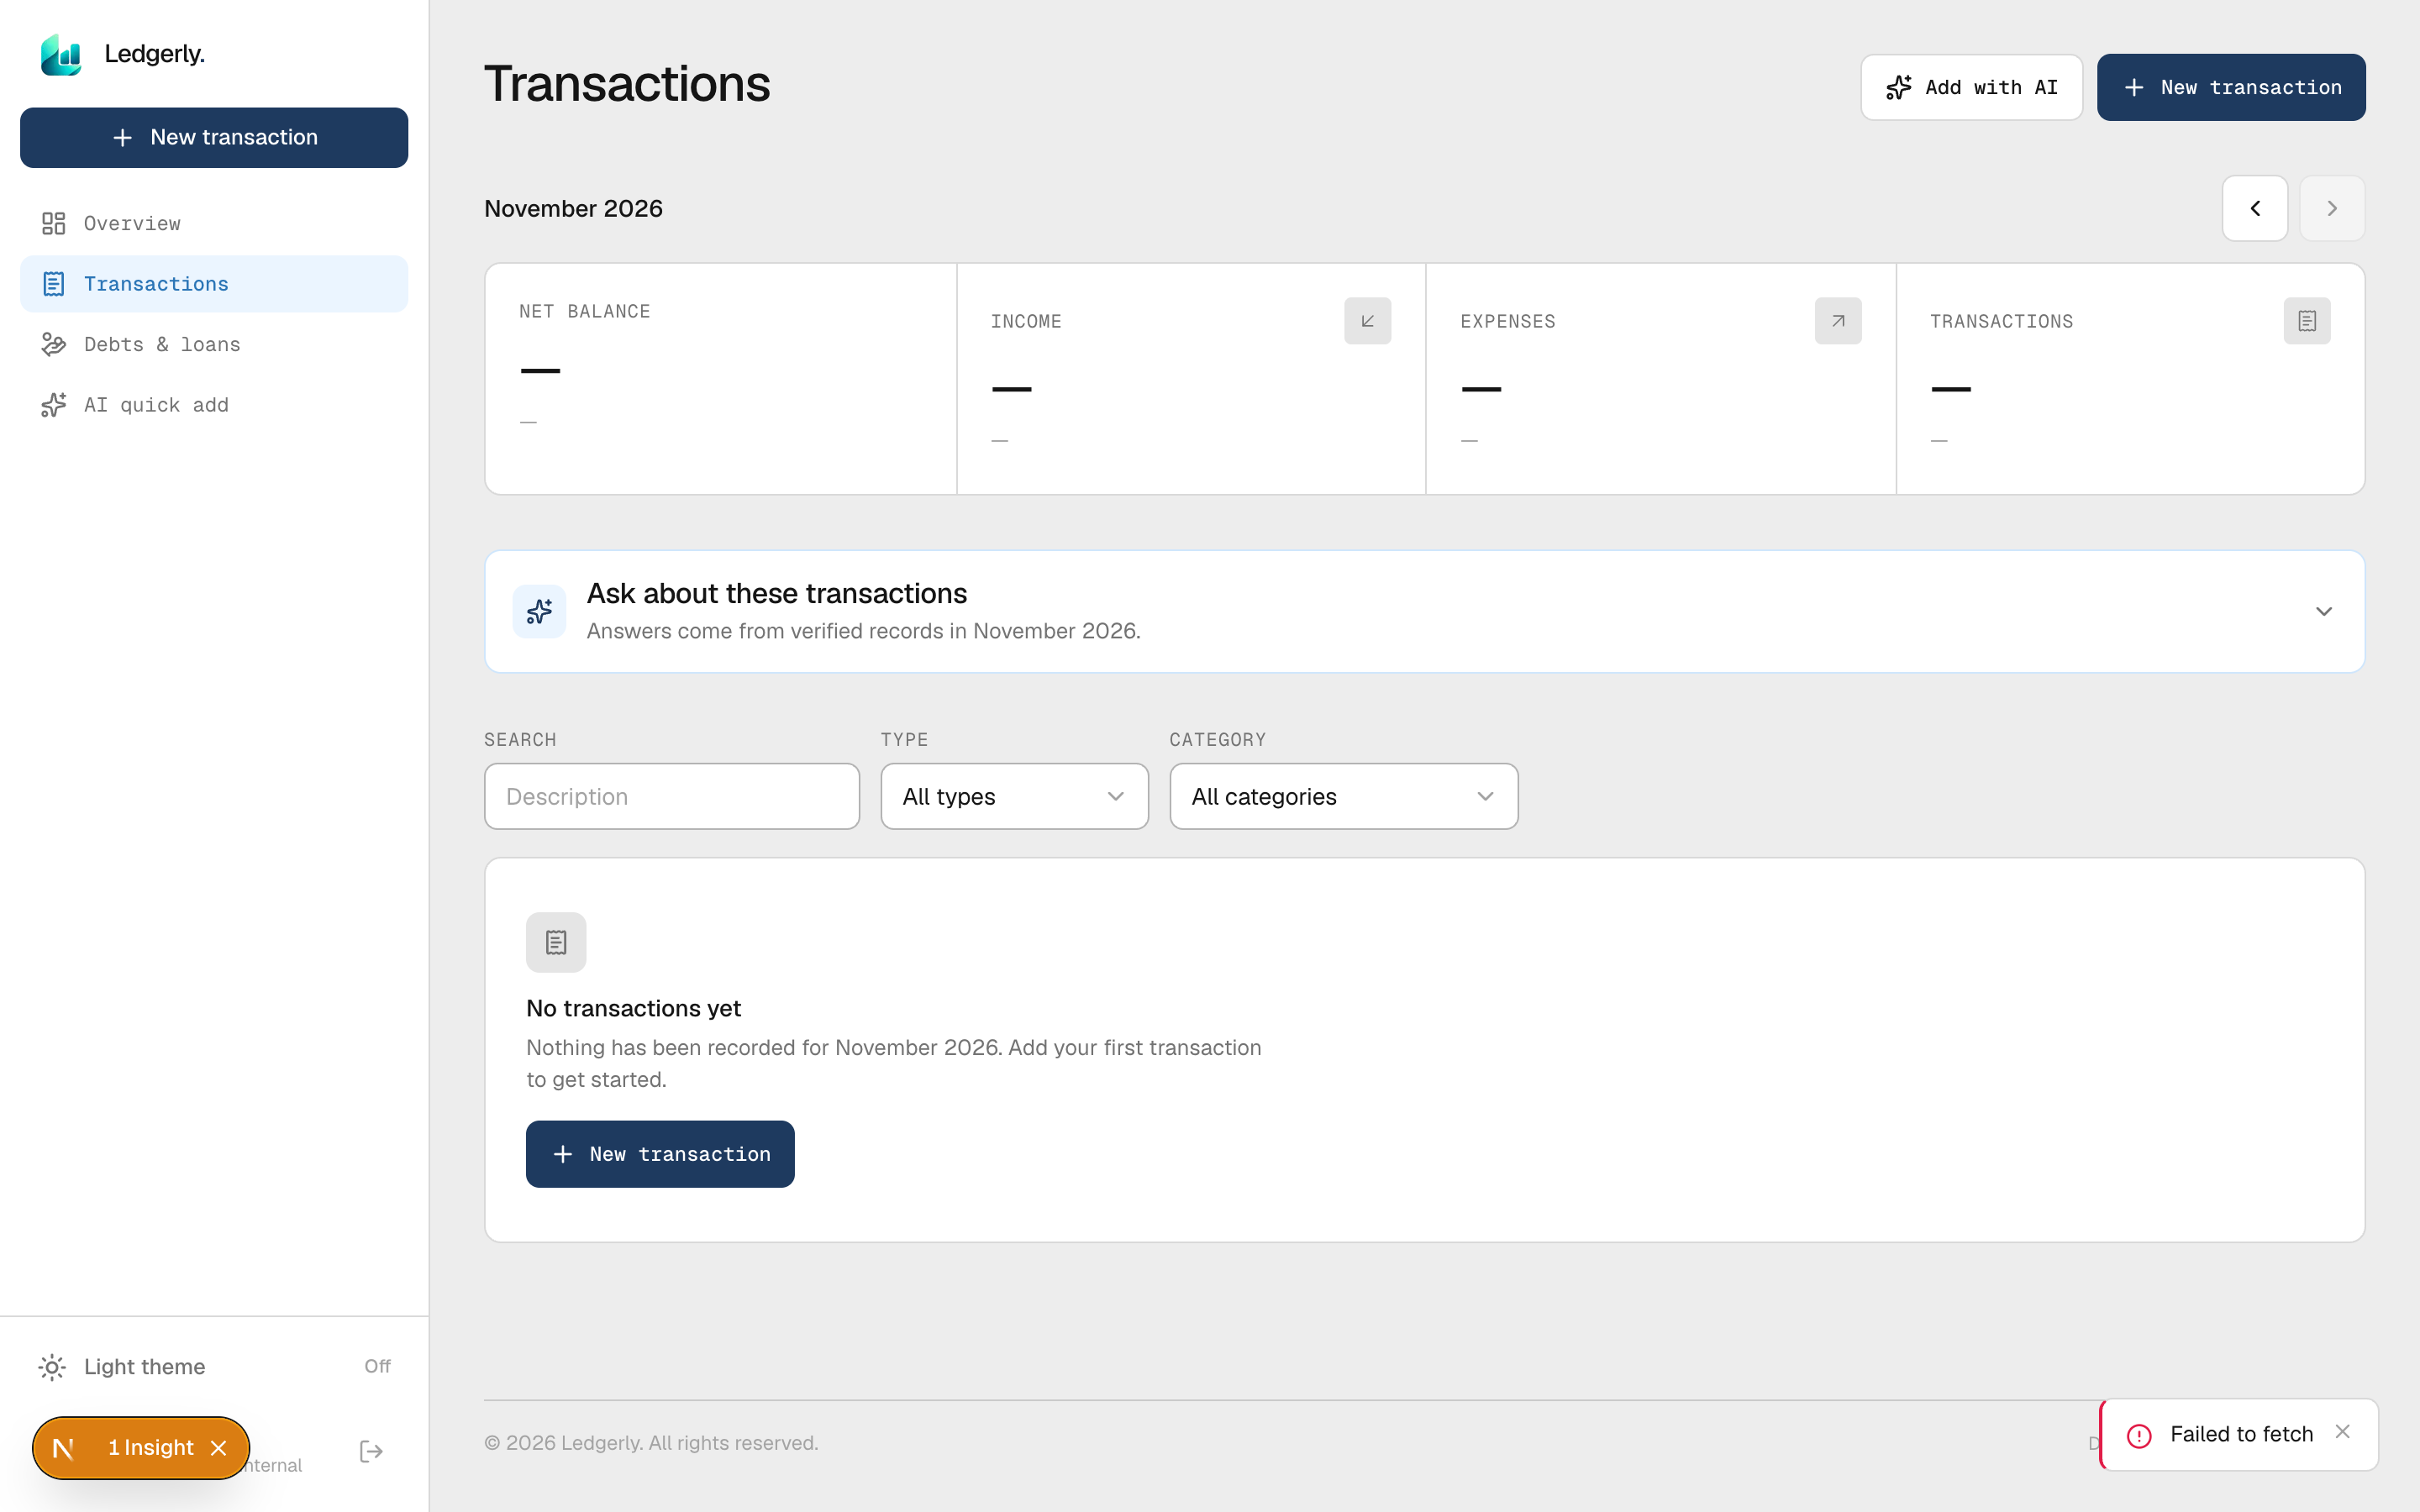 Ledgerly.
New transaction
Overview
Transactions
Debts & loans
AI quick add
Light theme
Off
1 Insight
Transactions
Add with AI
New transaction
November 2026
NET BALANCE
—
—
INCOME
—
—
EXPENSES
—
—
TRANSACTIONS
—
—
Ask about these transactions
Answers come from verified records in November 2026.
SEARCH
TYPE
CATEGORY
Description
All types
All categories
No transactions yet
Nothing has been recorded for November 2026. Add your first transaction
to get started.
New transaction
© 2026 Ledgerly. All rights reserved.
Failed to fetch